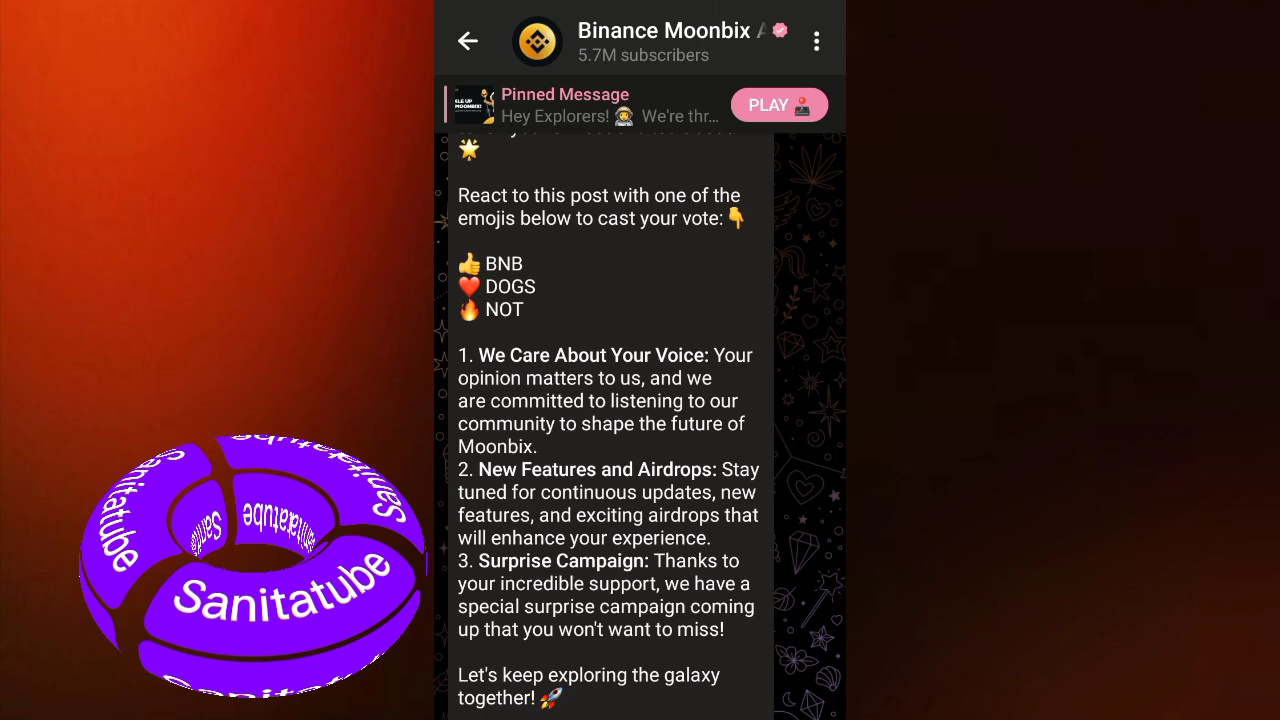 Binance Moonbix
5.7M subscribers
Pinned Message
Hey Explorers! 👩‍🚀 We're thr...
PLAY 🕹️
🌟
React to this post with one of the
emojis below to cast your vote:👇
👍 BNB
❤️ DOGS
🔥 NOT
1. We Care About Your Voice: Your
opinion matters to us, and we
are committed to listening to our
community to shape the future of
Moonbix.
2. New Features and Airdrops: Stay
tuned for continuous updates, new
features, and exciting airdrops that
will enhance your experience.
3. Surprise Campaign: Thanks to
your incredible support, we have a
special surprise campaign coming
up that you won't want to miss!
Let's keep exploring the galaxy
together! 🚀
Sanitatube
Sanitatube